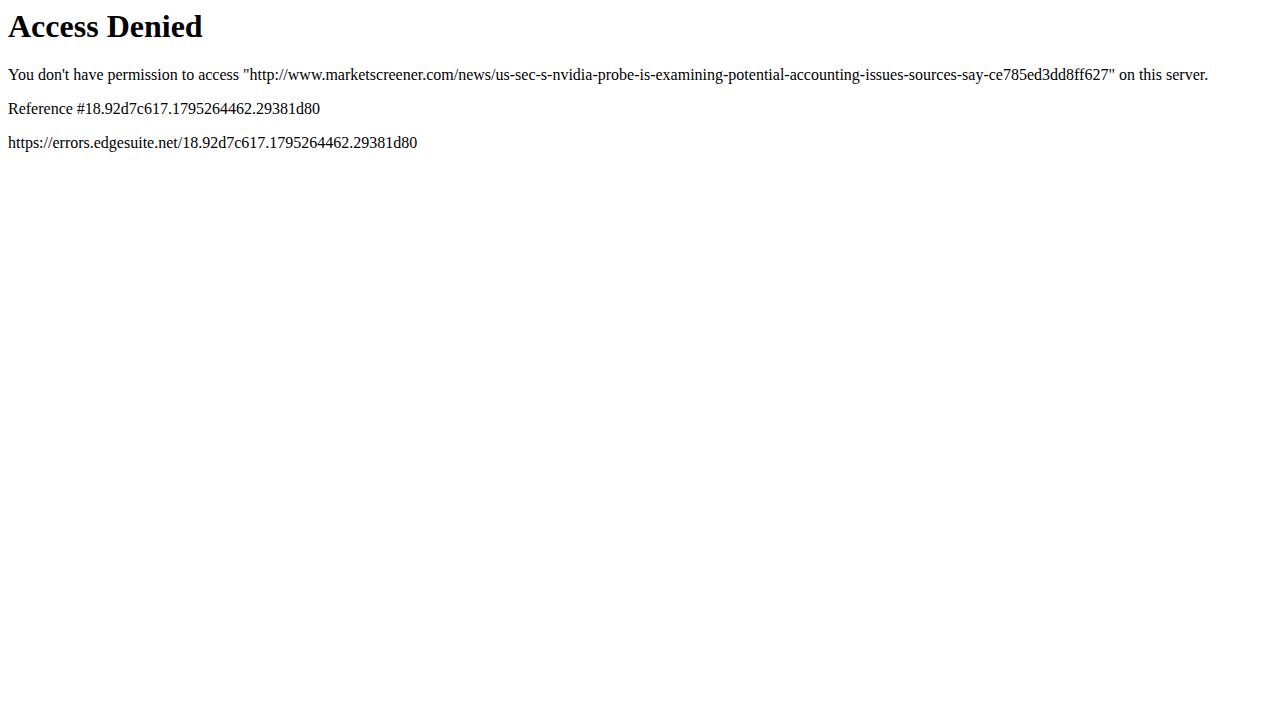 Access Denied
You don't have permission to access "http://www.marketscreener.com/news/us-sec-s-nvidia-probe-is-examining-potential-accounting-issues-sources-say-ce785ed3dd8ff627" on this server.
Reference #18.92d7c617.1795264462.29381d80
https://errors.edgesuite.net/18.92d7c617.1795264462.29381d80